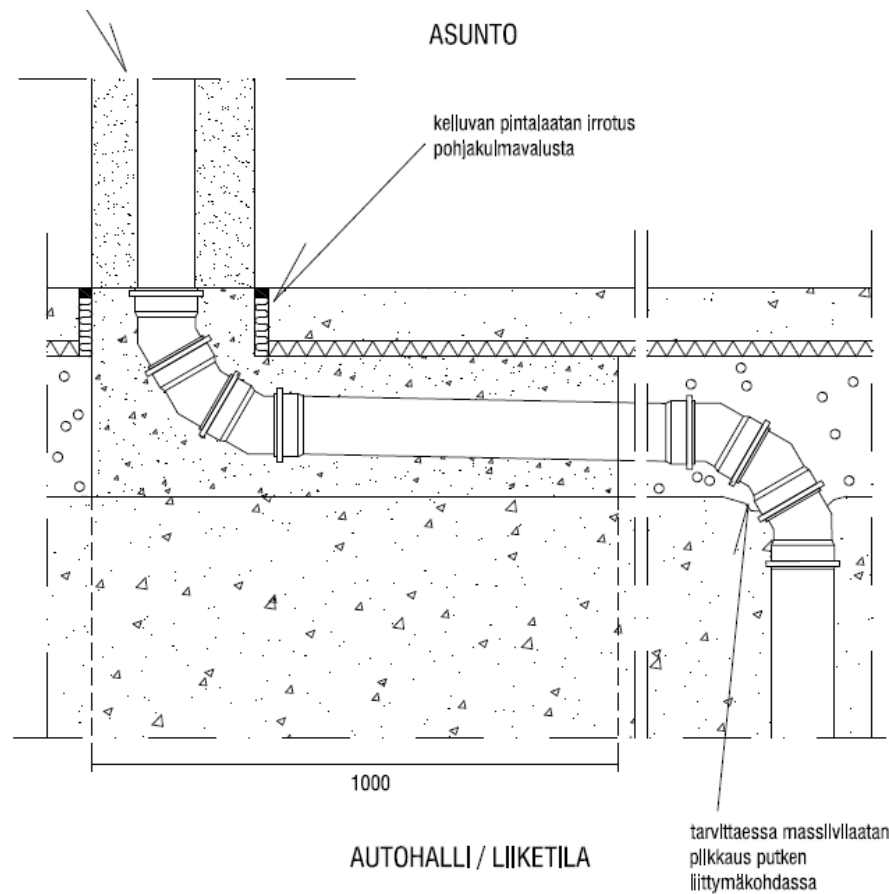 ASUNTO
kelluvan pintalaatan irrotus
pohjakulmavalusta
1000
AUTOHALLI / LIIKETILA
tarvittaessa massiivilaatan
piikkaus putken
liittymäkohdassa